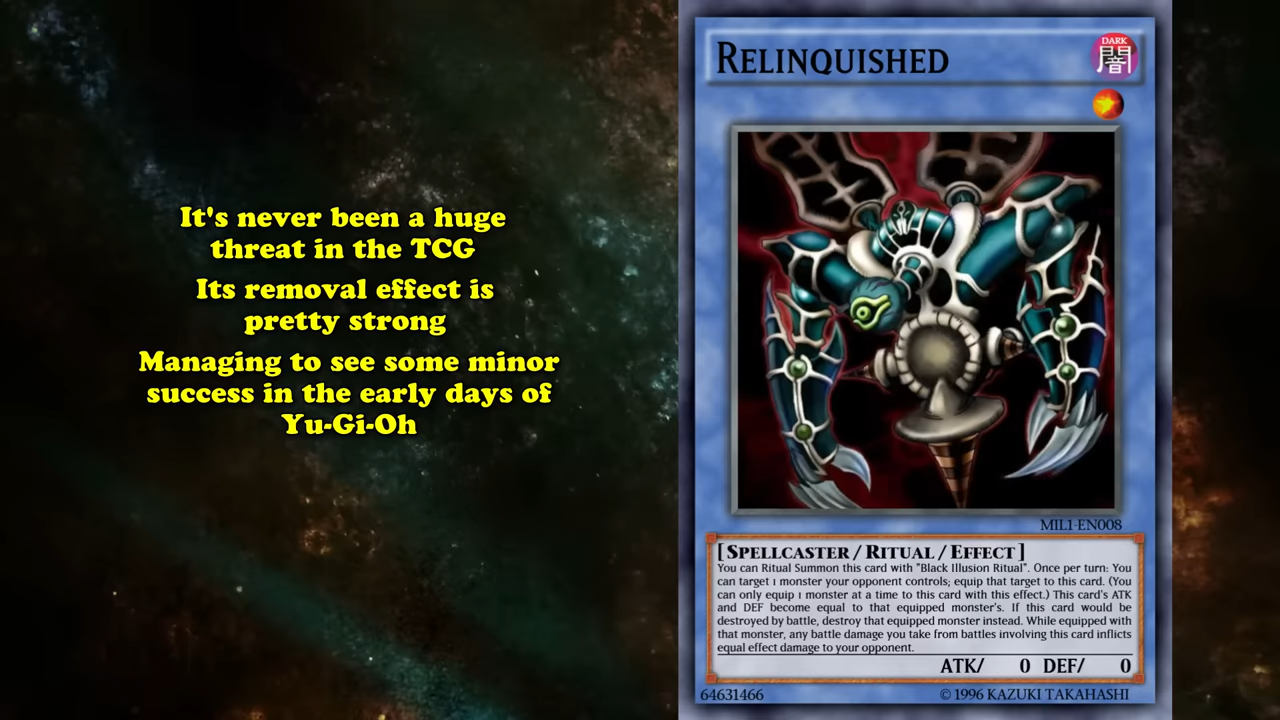 It's never been a huge
threat in the TCG
Its removal effect is
pretty strong
Managing to see some minor
success in the early days of
Yu-Gi-Oh
RELINQUISHED
DARK
闇
MIL1-EN008
[ SPELLCASTER / RITUAL / EFFECT ]
You can Ritual Summon this card with "Black Illusion Ritual". Once per turn: You
can target 1 monster your opponent controls; equip that target to this card. (You
can only equip 1 monster at a time to this card with this effect.) This card's ATK
and DEF become equal to that equipped monster's. If this card would be
destroyed by battle, destroy that equipped monster instead. While equipped with
that monster, any battle damage you take from battles involving this card inflicts
equal effect damage to your opponent.
ATK/ 0 DEF/ 0
64631466
© 1996 KAZUKI TAKAHASHI